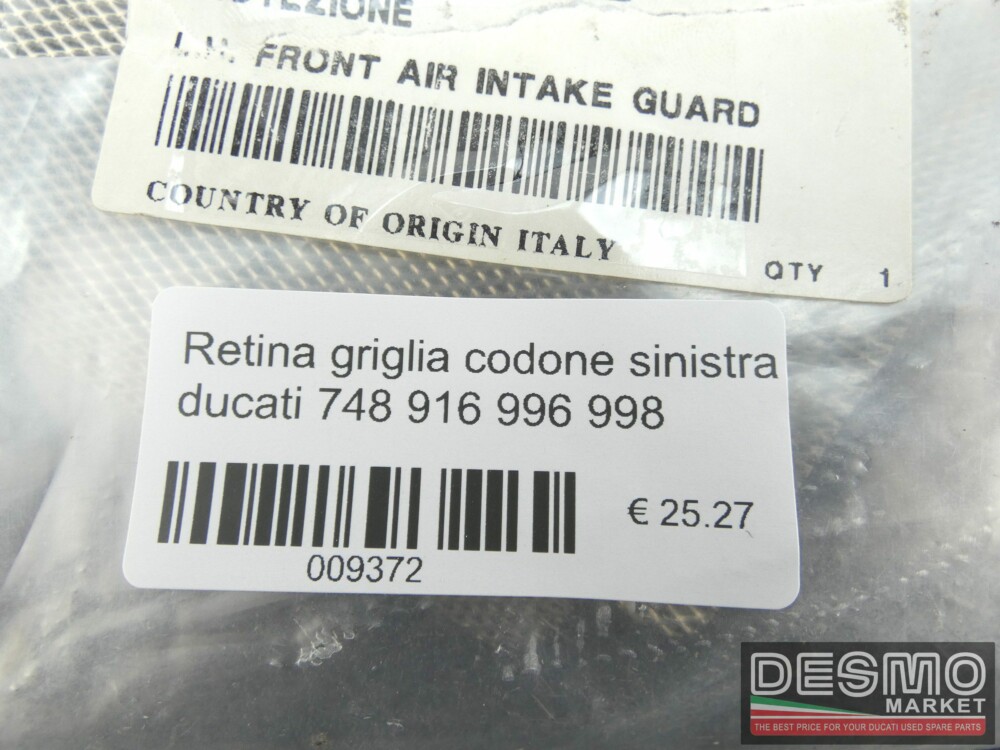 L.H. FRONT AIR INTAKE GUARD
COUNTRY OF ORIGIN ITALY
QTY 1
Retina griglia codone sinistra
ducati 748 916 996 998
€ 25.27
009372
DESMO
MARKET
THE BEST PRICE FOR YOUR DUCATI USED SPARE PARTS